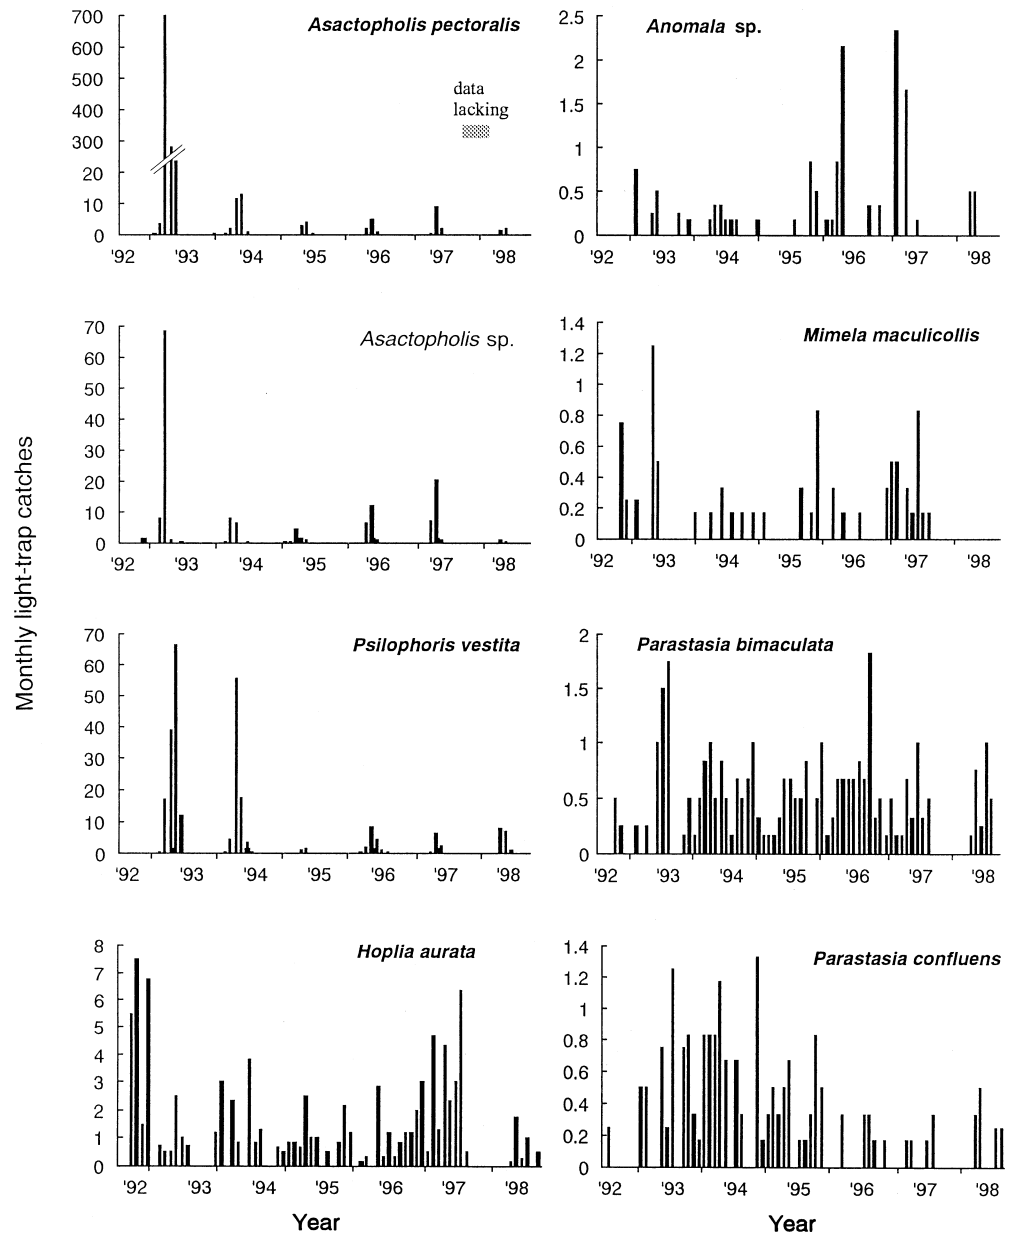 Monthly light-trap catches
Asactopholis pectoralis
data
lacking
700
600
500
400
300
20
10
0
'92 '93 '94 '95 '96 '97 '98
Anomala sp.
2.5
2
1.5
1
0.5
0
'92 '93 '94 '95 '96 '97 '98
Asactopholis sp.
70
60
50
40
30
20
10
0
'92 '93 '94 '95 '96 '97 '98
Mimela maculicollis
1.4
1.2
1
0.8
0.6
0.4
0.2
0
'92 '93 '94 '95 '96 '97 '98
Psilophoris vestita
70
60
50
40
30
20
10
0
'92 '93 '94 '95 '96 '97 '98
Parastasia bimaculata
2
1.5
1
0.5
0
'92 '93 '94 '95 '96 '97 '98
Hoplia aurata
8
7
6
5
4
3
2
1
0
'92 '93 '94 '95 '96 '97 '98
Year
Parastasia confluens
1.4
1.2
1
0.8
0.6
0.4
0.2
0
'92 '93 '94 '95 '96 '97 '98
Year